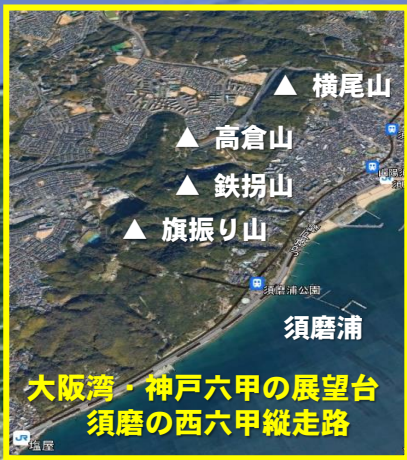 ▲ 横尾山
▲ 高倉山
▲ 鉄拐山
▲ 旗振り山
須磨浦公園
須磨浦
大阪湾・神戸六甲の展望台
須磨の西六甲縦走路
JR
塩屋